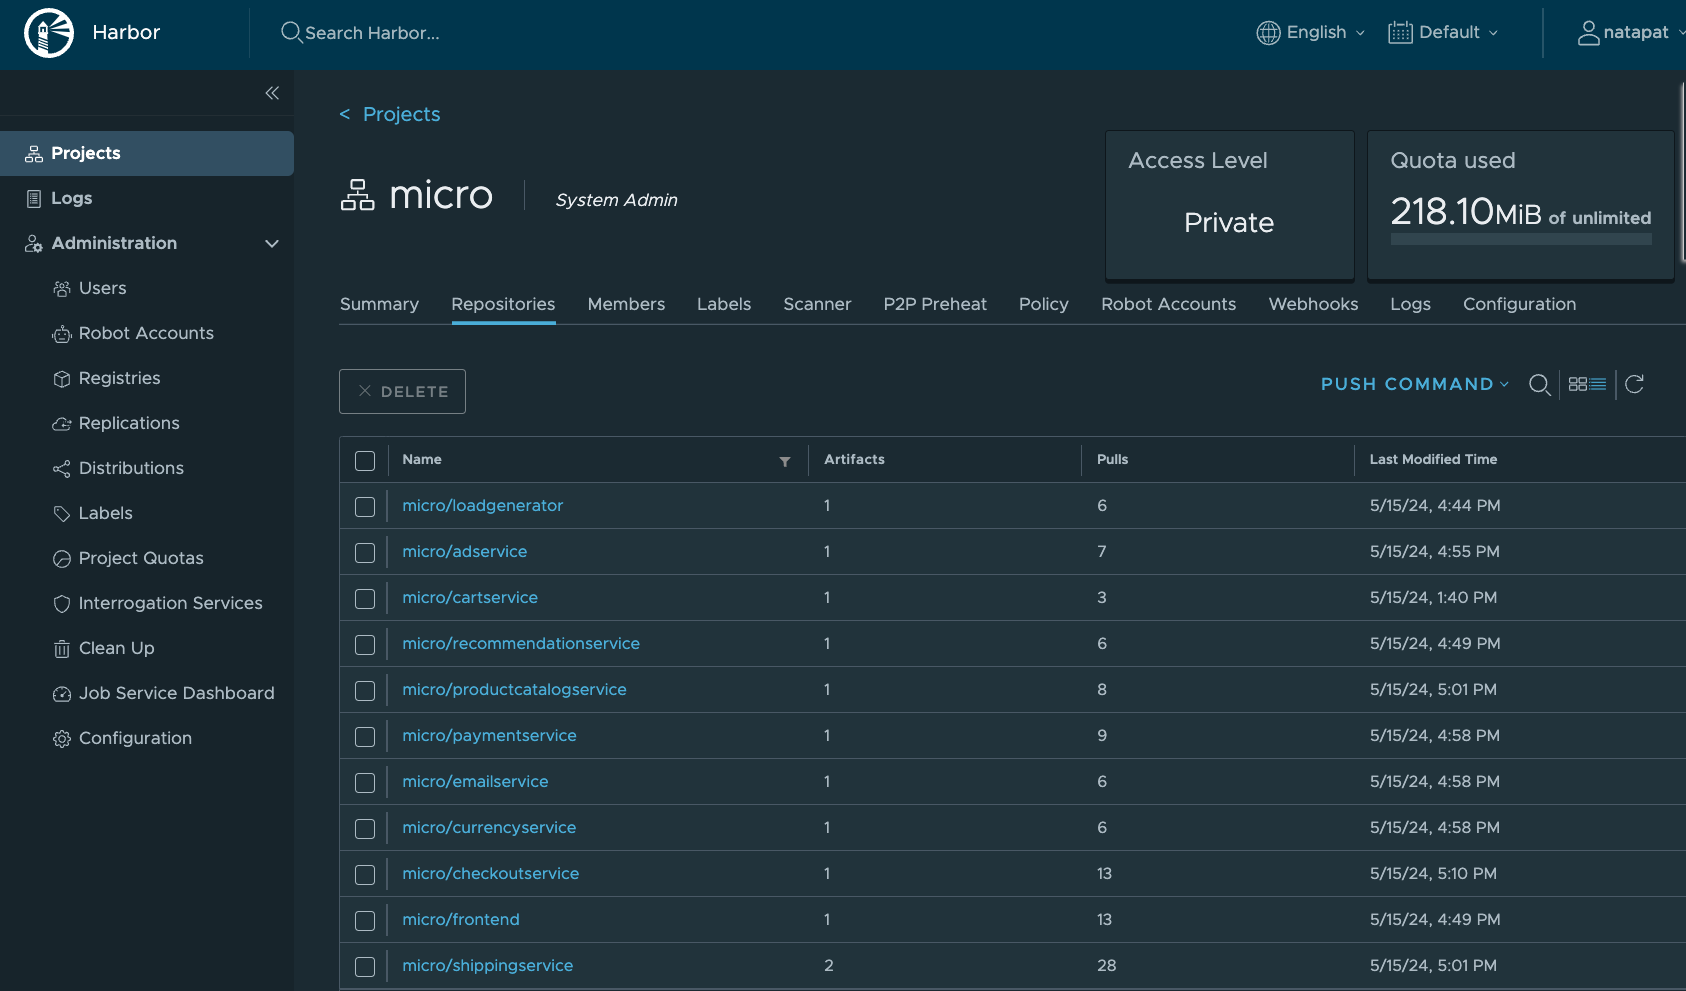 Harbor
Search Harbor...
English
Default
natapat
Projects
Logs
Administration
Users
Robot Accounts
Registries
Replications
Distributions
Labels
Project Quotas
Interrogation Services
Clean Up
Job Service Dashboard
Configuration
< Projects
micro
System Admin
Access Level
Private
Quota used
218.10MiB of unlimited
Summary Repositories Members Labels Scanner P2P Preheat Policy Robot Accounts Webhooks Logs Configuration
DELETE
PUSH COMMAND
Name Artifacts Pulls Last Modified Time
micro/loadgenerator 1 6 5/15/24, 4:44 PM
micro/adservice 1 7 5/15/24, 4:55 PM
micro/cartservice 1 3 5/15/24, 1:40 PM
micro/recommendationservice 1 6 5/15/24, 4:49 PM
micro/productcatalogservice 1 8 5/15/24, 5:01 PM
micro/paymentservice 1 9 5/15/24, 4:58 PM
micro/emailservice 1 6 5/15/24, 4:58 PM
micro/currencyservice 1 6 5/15/24, 4:58 PM
micro/checkoutservice 1 13 5/15/24, 5:10 PM
micro/frontend 1 13 5/15/24, 4:49 PM
micro/shippingservice 2 28 5/15/24, 5:01 PM